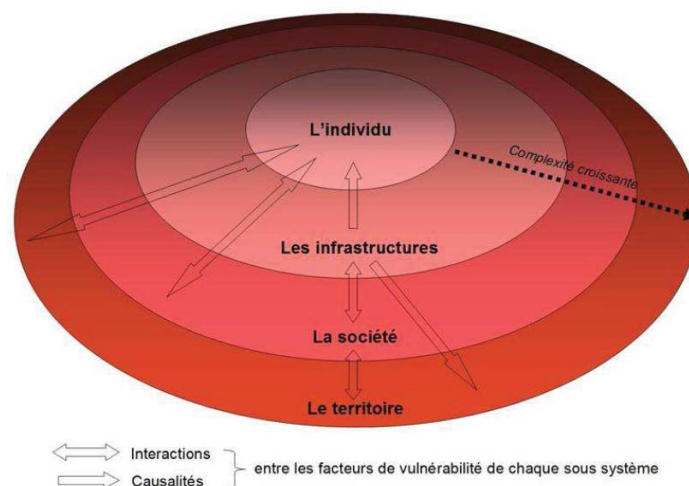 L'individu
Complexité croissante
Les infrastructures
La société
Le territoire
Interactions
Causalités
entre les facteurs de vulnérabilité de chaque sous système